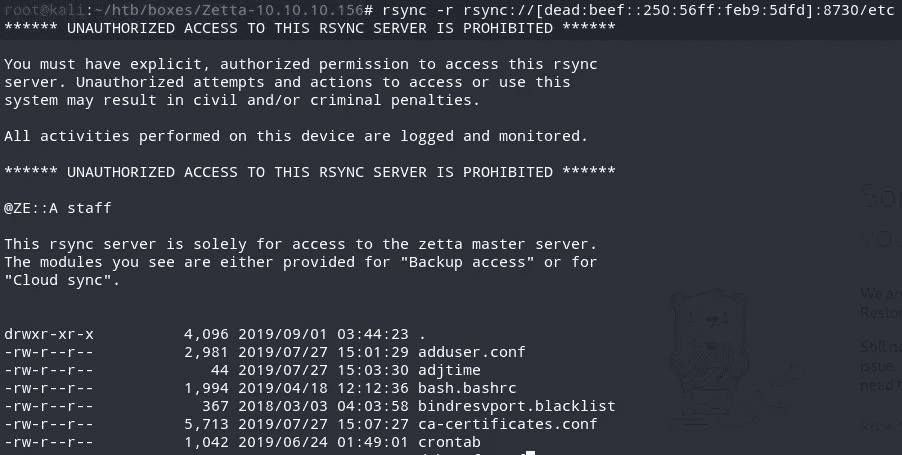 root@kali:~/htb/boxes/Zetta-10.10.10.156# rsync -r rsync://[dead:beef::250:56ff:feb9:5dfd]:8730/etc
****** UNAUTHORIZED ACCESS TO THIS RSYNC SERVER IS PROHIBITED ******
You must have explicit, authorized permission to access this rsync
server. Unauthorized attempts and actions to access or use this
system may result in civil and/or criminal penalties.
All activities performed on this device are logged and monitored.
****** UNAUTHORIZED ACCESS TO THIS RSYNC SERVER IS PROHIBITED ******
@ZE::A staff
This rsync server is solely for access to the zetta master server.
The modules you see are either provided for "Backup access" or for
"Cloud sync".
drwxr-xr-x          4,096 2019/09/01 03:44:23 .
-rw-r--r--          2,981 2019/07/27 15:01:29 adduser.conf
-rw-r--r--             44 2019/07/27 15:03:30 adjtime
-rw-r--r--          1,994 2019/04/18 12:12:36 bash.bashrc
-rw-r--r--            367 2018/03/03 04:03:58 bindresvport.blacklist
-rw-r--r--          5,713 2019/07/27 15:07:27 ca-certificates.conf
-rw-r--r--          1,042 2019/06/24 01:49:01 crontab
We are
Still no
issue
need